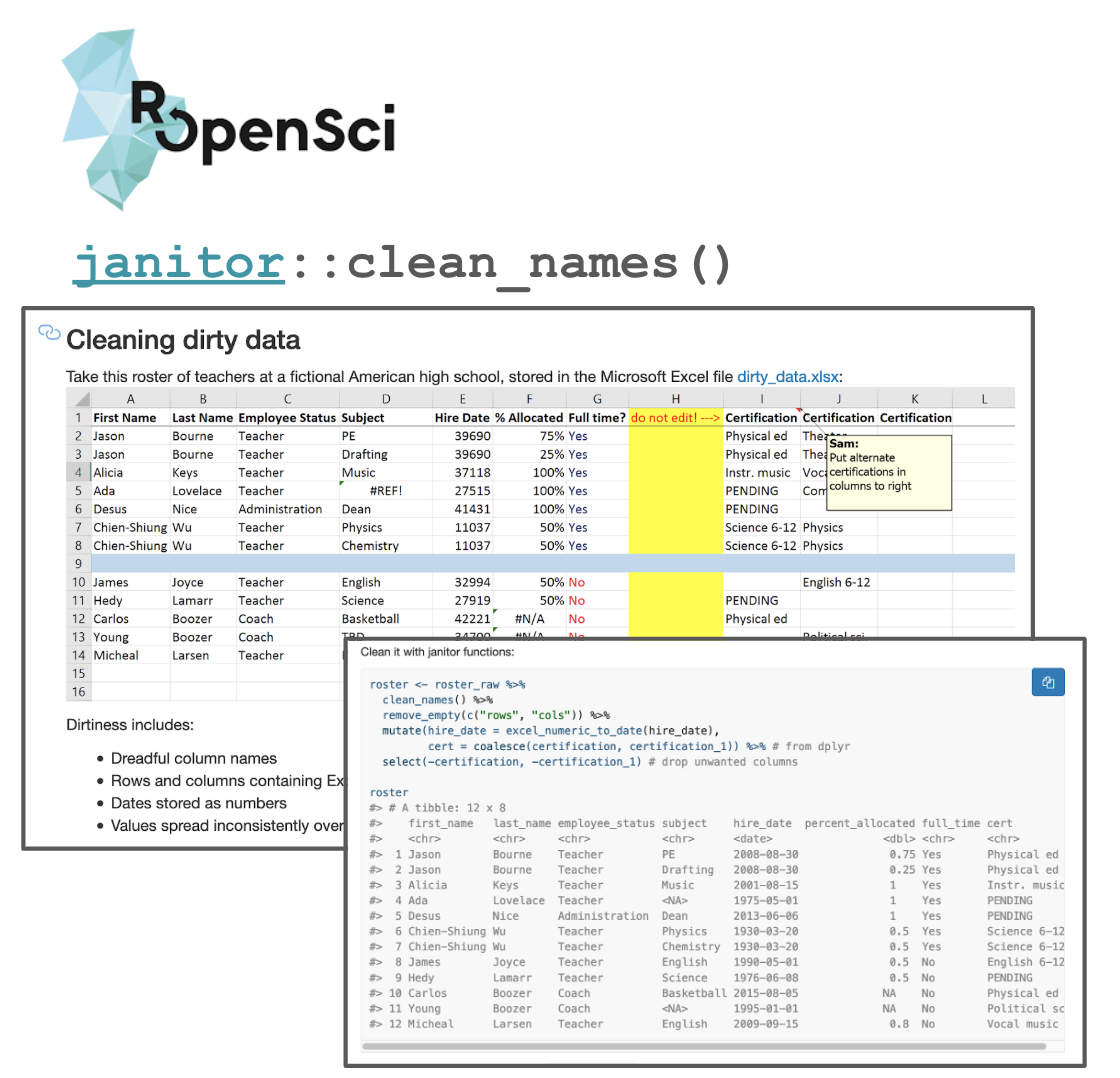 ROpenSci
janitor::clean_names()
Cleaning dirty data
Take this roster of teachers at a fictional American high school, stored in the Microsoft Excel file dirty_data.xlsx:
A B C D E F G H I J K L
1 First Name Last Name Employee Status Subject Hire Date % Allocated Full time? do not edit! ---> Certification Certification Certification
2 Jason Bourne Teacher PE 39690 75% Yes Physical ed Theater
3 Jason Bourne Teacher Drafting 39690 25% Yes Physical ed Thea
4 Alicia Keys Teacher Music 37118 100% Yes Instr. music Voc
5 Ada Lovelace Teacher #REF! 27515 100% Yes PENDING Com
6 Desus Nice Administration Dean 41431 100% Yes PENDING
7 Chien-Shiung Wu Teacher Physics 11037 50% Yes Science 6-12 Physics
8 Chien-Shiung Wu Teacher Chemistry 11037 50% Yes Science 6-12 Physics
9
10 James Joyce Teacher English 32994 50% No English 6-12
11 Hedy Lamarr Teacher Science 27919 50% No PENDING
12 Carlos Boozer Coach Basketball 42221 #N/A No Physical ed
13 Young Boozer Coach TBD 34700 #N/A No Political sci.
14 Micheal Larsen Teacher
15
16
Sam:
Put alternate
certifications in
columns to right
Dirtiness includes:
• Dreadful column names
• Rows and columns containing Ex
• Dates stored as numbers
• Values spread inconsistently over
Clean it with janitor functions:
roster <- roster_raw %>%
clean_names() %>%
remove_empty(c("rows", "cols")) %>%
mutate(hire_date = excel_numeric_to_date(hire_date),
cert = coalesce(certification, certification_1)) %>% # from dplyr
select(-certification, -certification_1) # drop unwanted columns
roster
#> # A tibble: 12 x 8
#> first_name last_name employee_status subject hire_date percent_allocated full_time cert
#> <chr> <chr> <chr> <chr> <date> <dbl> <chr> <chr>
#> 1 Jason Bourne Teacher PE 2008-08-30 0.75 Yes Physical ed
#> 2 Jason Bourne Teacher Drafting 2008-08-30 0.25 Yes Physical ed
#> 3 Alicia Keys Teacher Music 2001-08-15 1 Yes Instr. music
#> 4 Ada Lovelace Teacher <NA> 1975-05-01 1 Yes PENDING
#> 5 Desus Nice Administration Dean 2013-06-06 1 Yes PENDING
#> 6 Chien-Shiung Wu Teacher Physics 1930-03-20 0.5 Yes Science 6-12
#> 7 Chien-Shiung Wu Teacher Chemistry 1930-03-20 0.5 Yes Science 6-12
#> 8 James Joyce Teacher English 1990-05-01 0.5 No English 6-12
#> 9 Hedy Lamarr Teacher Science 1976-06-08 0.5 No PENDING
#> 10 Carlos Boozer Coach Basketball 2015-08-05 NA No Physical ed
#> 11 Young Boozer Coach <NA> 1995-01-01 NA No Political sc
#> 12 Micheal Larsen Teacher English 2009-09-15 0.8 No Vocal music